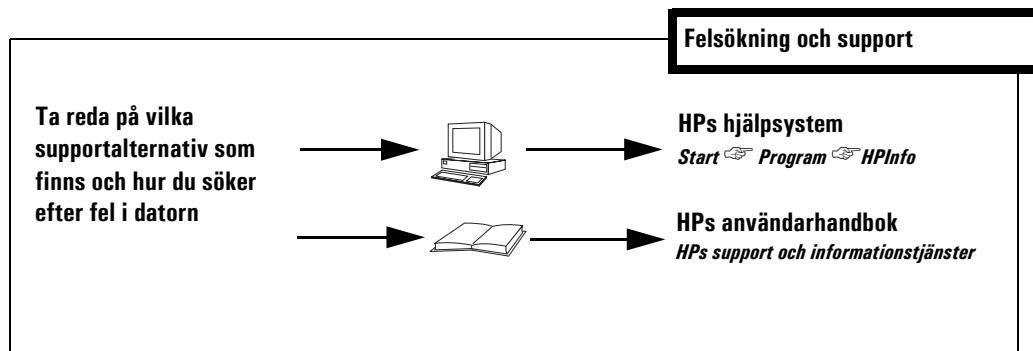 Felsökning och support
Ta reda på vilka
supportalternativ som
finns och hur du söker
efter fel i datorn
HPs hjälpsystem
Start ☞ Program ☞ HPInfo
HPs användarhandbok
HPs support och informationstjänster